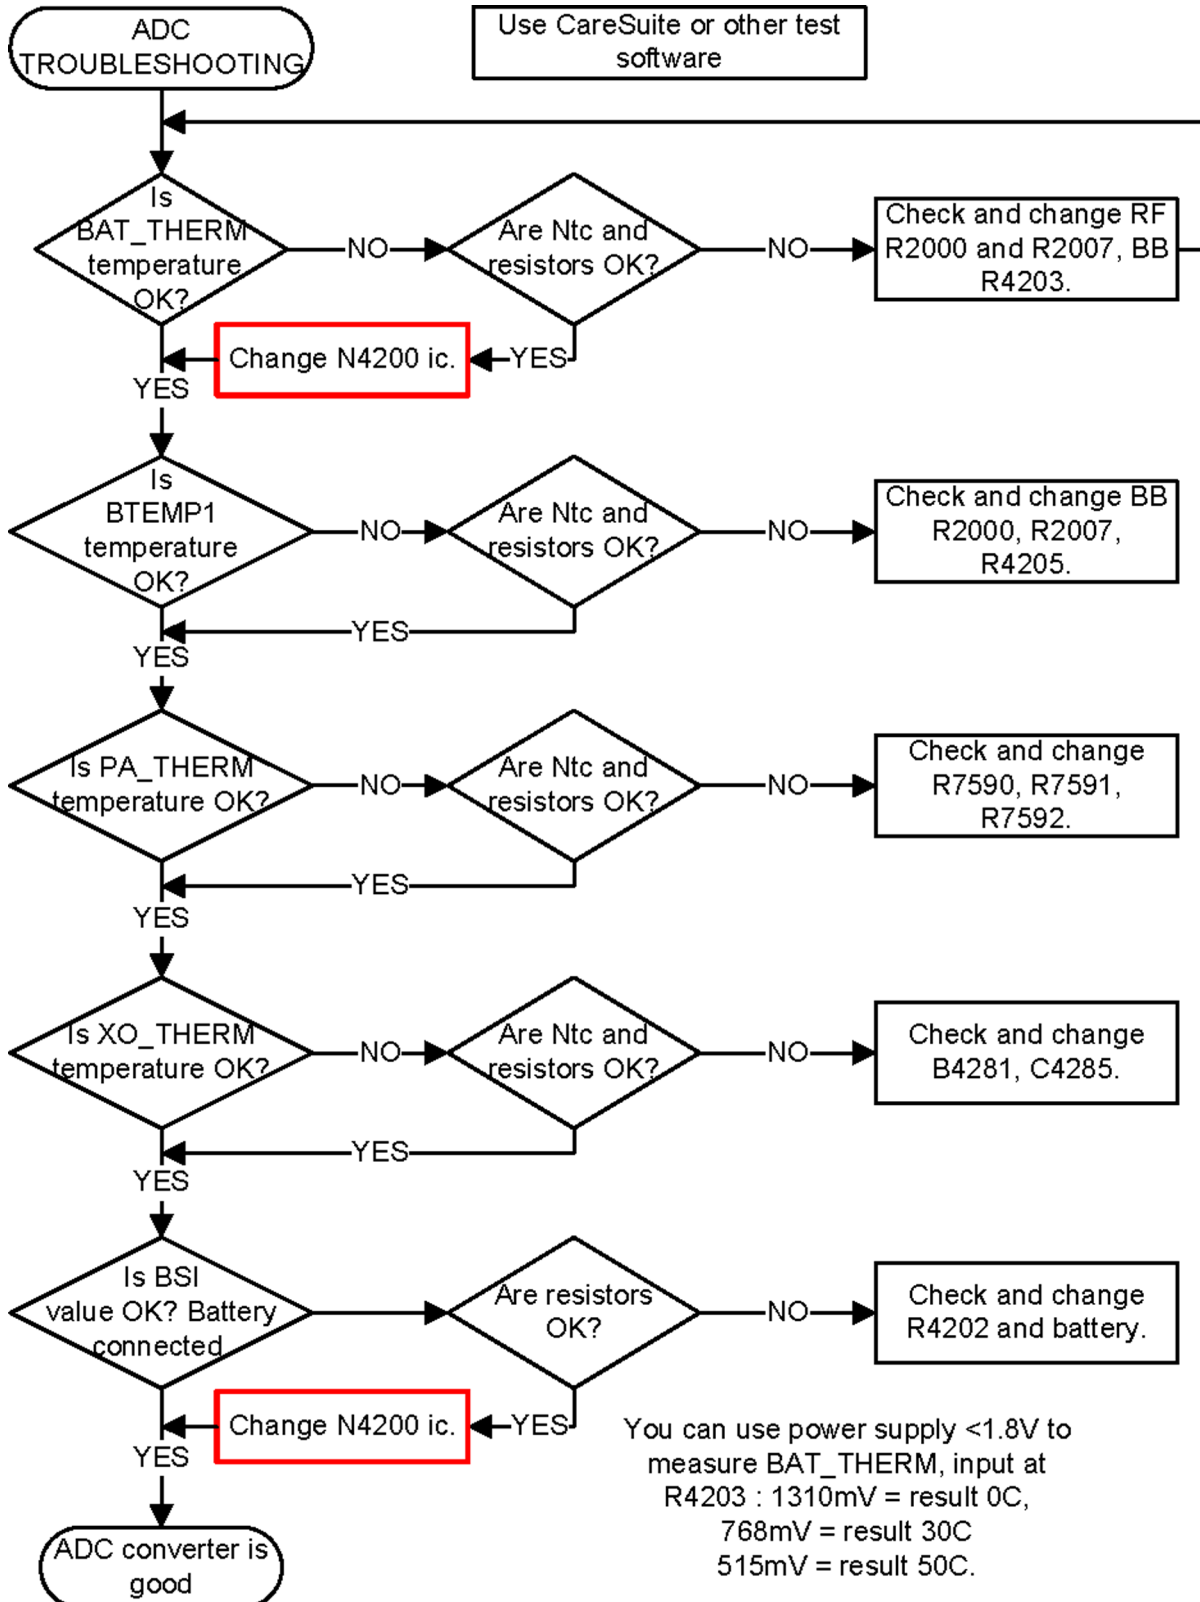 ADC
TROUBLESHOOTING
Use CareSuite or other test
software
Is
BAT_THERM
temperature
OK?
NO
Are Ntc and
resistors OK?
NO
Check and change RF
R2000 and R2007, BB
R4203.
Change N4200 ic.
YES
YES
Is
BTEMP1
temperature
OK?
NO
Are Ntc and
resistors OK?
NO
Check and change BB
R2000, R2007,
R4205.
YES
YES
Is PA_THERM
temperature OK?
NO
Are Ntc and
resistors OK?
NO
Check and change
R7590, R7591,
R7592.
YES
YES
Is XO_THERM
temperature OK?
NO
Are Ntc and
resistors OK?
NO
Check and change
B4281, C4285.
YES
YES
Is BSI
value OK? Battery
connected
Are resistors
OK?
NO
Check and change
R4202 and battery.
Change N4200 ic.
YES
YES
You can use power supply <1.8V to
measure BAT_THERM, input at
R4203 : 1310mV = result 0C,
768mV = result 30C
515mV = result 50C.
ADC converter is
good